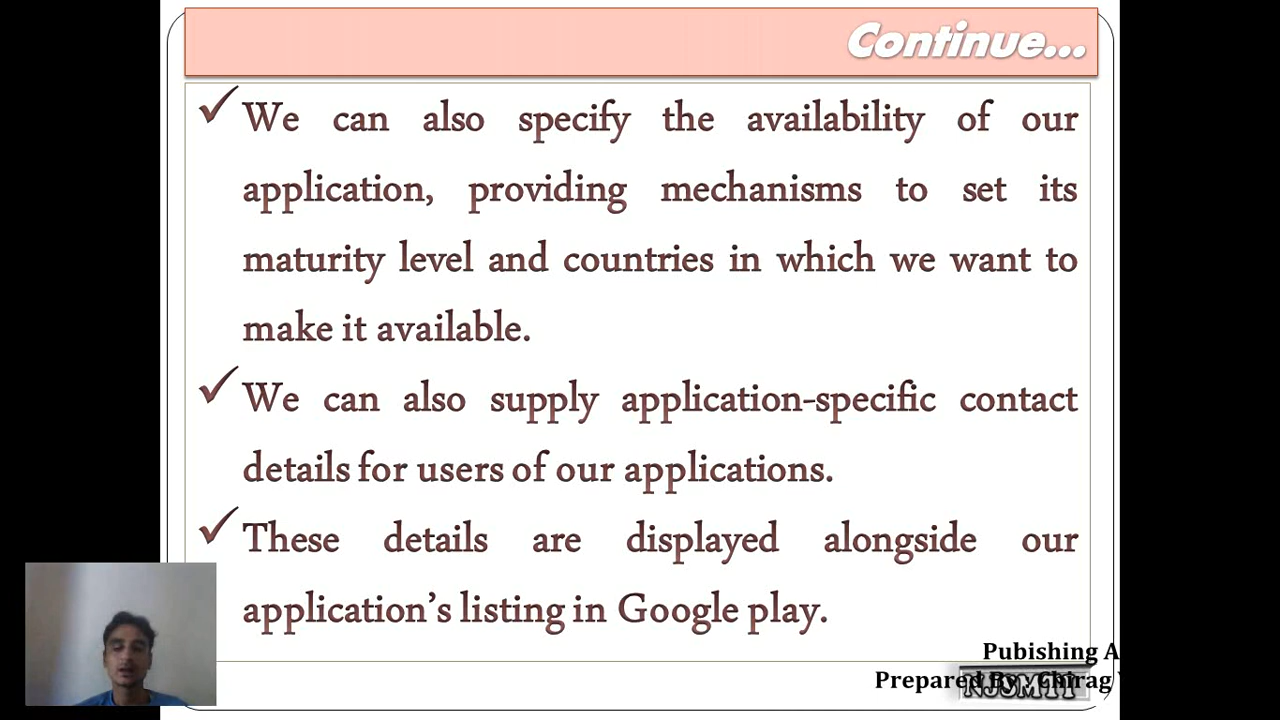 Continue...
We can also specify the availability of our
application, providing mechanisms to set its
maturity level and countries in which we want to
make it available.
We can also supply application-specific contact
details for users of our applications.
These details are displayed alongside our
application’s listing in Google play.
Pubishing A
Prepared By Chirag
NJSMTI